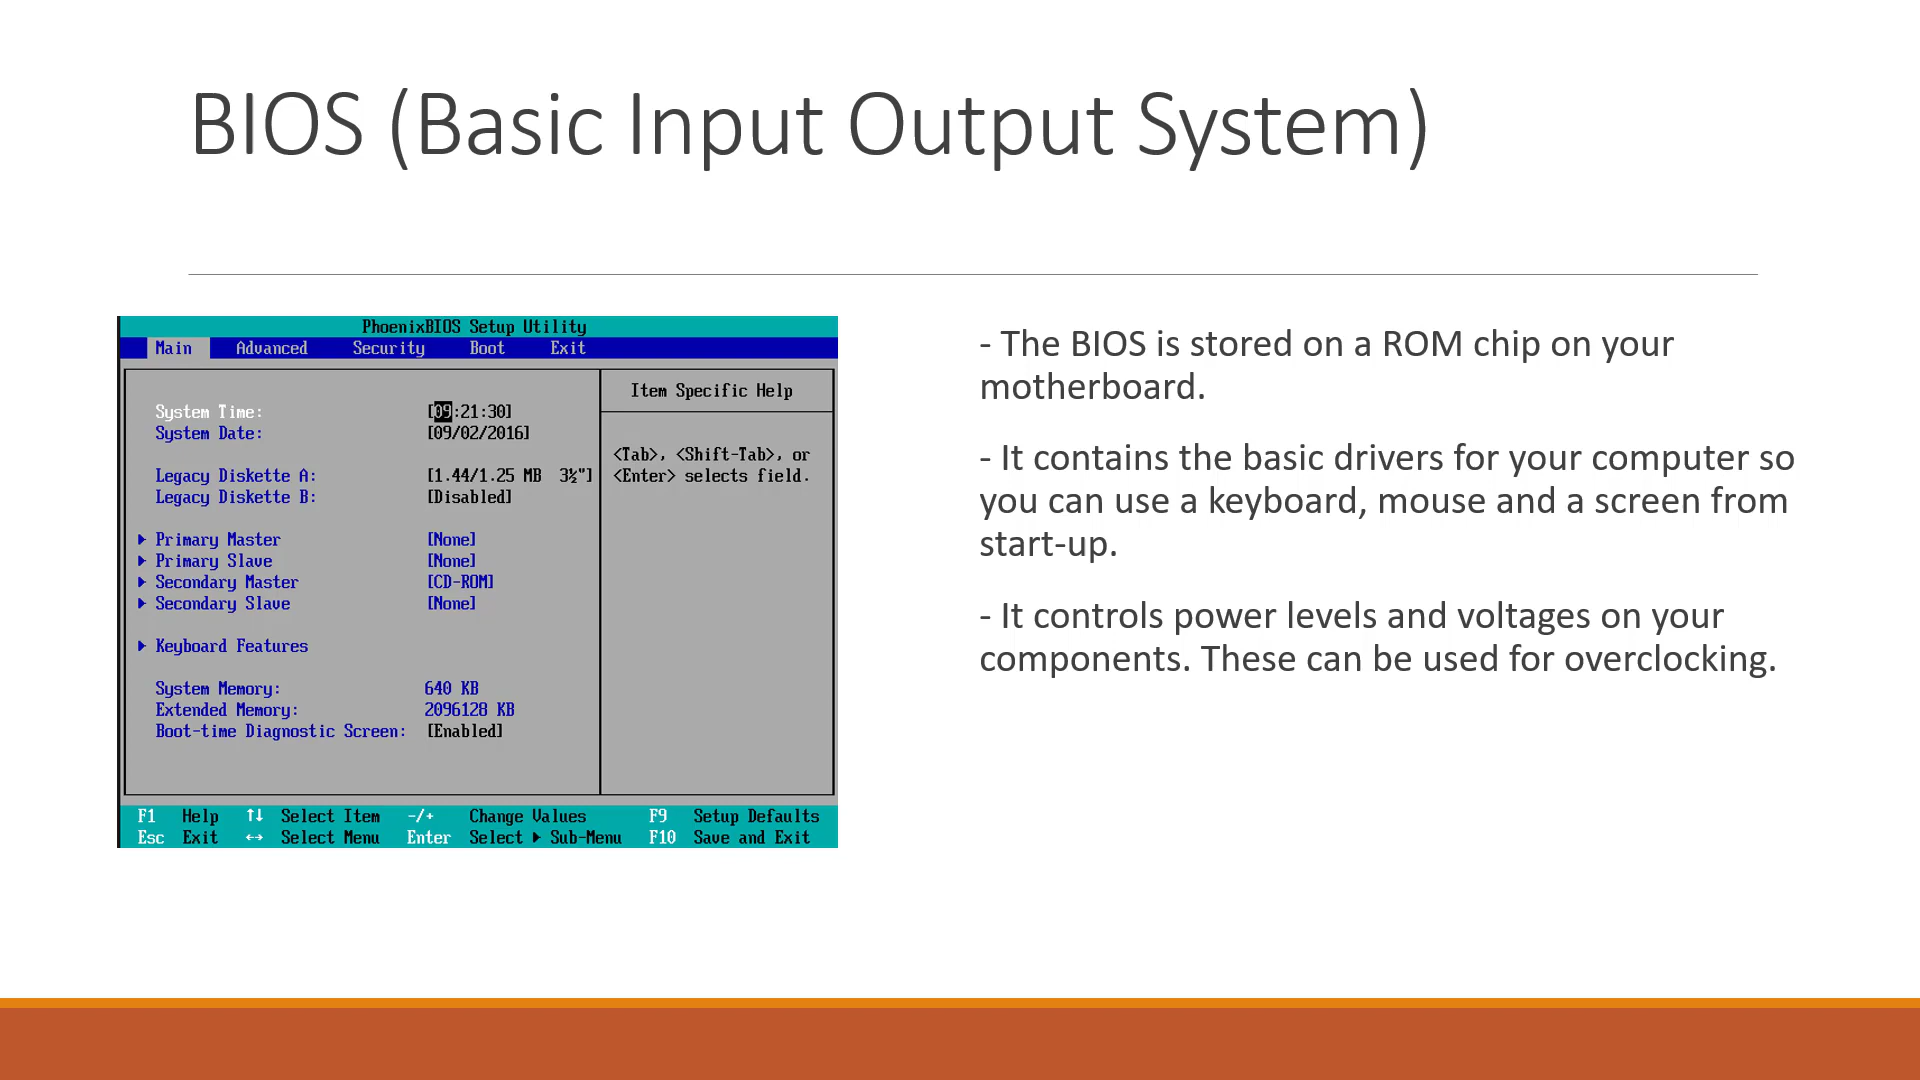 BIOS (Basic Input Output System)
PhoenixBIOS Setup Utility
Main Advanced Security Boot Exit
Item Specific Help
System Time: [09:21:30]
System Date: [09/02/2016]
<Tab>, <Shift-Tab>, or
<Enter> selects field.
Legacy Diskette A: [1.44/1.25 MB 3½"]
Legacy Diskette B: [Disabled]
Primary Master [None]
Primary Slave [None]
Secondary Master [CD-ROM]
Secondary Slave [None]
Keyboard Features
System Memory: 640 KB
Extended Memory: 2096128 KB
Boot-time Diagnostic Screen: [Enabled]
F1 Help ↑↓ Select Item -/+ Change Values F9 Setup Defaults
Esc Exit ↔ Select Menu Enter Select ▶ Sub-Menu F10 Save and Exit
- The BIOS is stored on a ROM chip on your
motherboard.
- It contains the basic drivers for your computer so
you can use a keyboard, mouse and a screen from
start-up.
- It controls power levels and voltages on your
components. These can be used for overclocking.